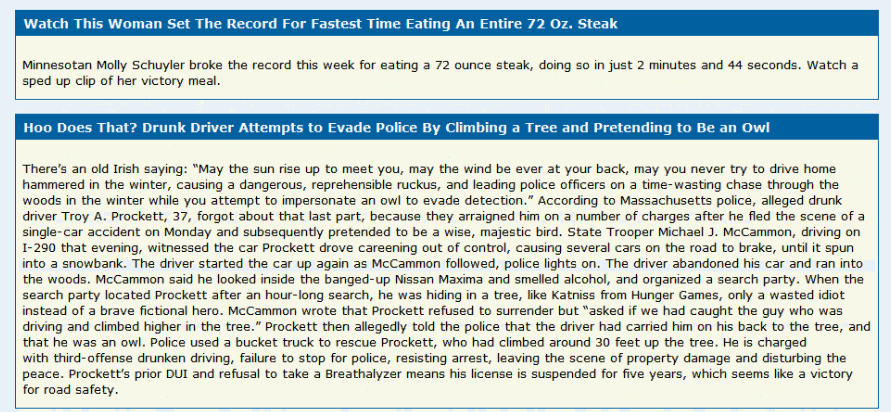 Watch This Woman Set The Record For Fastest Time Eating An Entire 72 Oz. Steak
Minnesotan Molly Schuyler broke the record this week for eating a 72 ounce steak, doing so in just 2 minutes and 44 seconds. Watch a
sped up clip of her victory meal.
Hoo Does That? Drunk Driver Attempts to Evade Police By Climbing a Tree and Pretending to Be an Owl
There's an old Irish saying: “May the sun rise up to meet you, may the wind be ever at your back, may you never try to drive home
hammered in the winter, causing a dangerous, reprehensible ruckus, and leading police officers on a time-wasting chase through the
woods in the winter while you attempt to impersonate an owl to evade detection.” According to Massachusetts police, alleged drunk
driver Troy A. Prockett, 37, forgot about that last part, because they arraigned him on a number of charges after he fled the scene of a
single-car accident on Monday and subsequently pretended to be a wise, majestic bird. State Trooper Michael J. McCammon, driving on
I-290 that evening, witnessed the car Prockett drove careening out of control, causing several cars on the road to brake, until it spun
into a snowbank. The driver started the car up again as McCammon followed, police lights on. The driver abandoned his car and ran into
the woods. McCammon said he looked inside the banged-up Nissan Maxima and smelled alcohol, and organized a search party. When the
search party located Prockett after an hour-long search, he was hiding in a tree, like Katniss from Hunger Games, only a wasted idiot
instead of a brave fictional hero. McCammon wrote that Prockett refused to surrender but “asked if we had caught the guy who was
driving and climbed higher in the tree.” Prockett then allegedly told the police that the driver had carried him on his back to the tree, and
that he was an owl. Police used a bucket truck to rescue Prockett, who had climbed around 30 feet up the tree. He is charged
with third-offense drunken driving, failure to stop for police, resisting arrest, leaving the scene of property damage and disturbing the
peace. Prockett's prior DUI and refusal to take a Breathalyzer means his license is suspended for five years, which seems like a victory
for road safety.